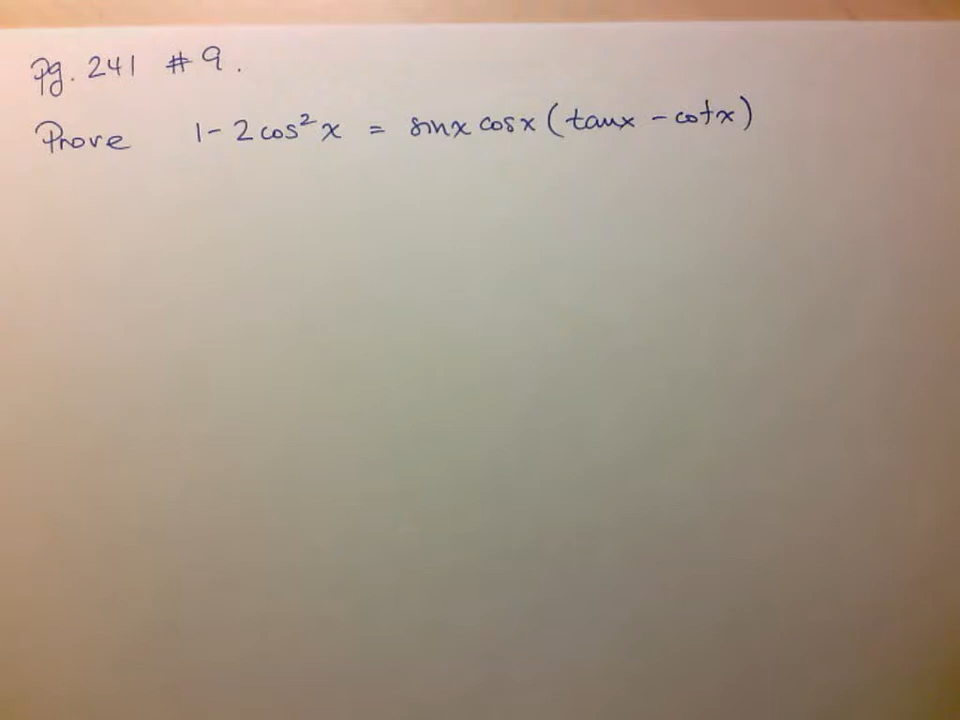 Pg. 241 # 9.
Prove 1 - 2cos²x = sinx cosx (tanx - cotx)